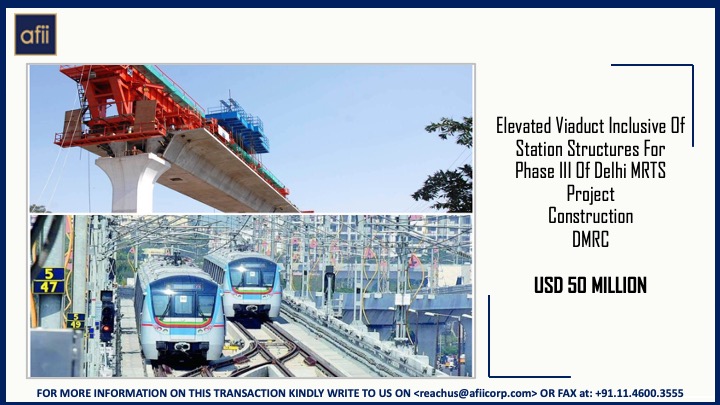 afii
Elevated Viaduct Inclusive Of
Station Structures For
Phase III Of Delhi MRTS
Project
Construction
DMRC
USD 50 MILLION
5
47
5
49
FOR MORE INFORMATION ON THIS TRANSACTION KINDLY WRITE TO US ON <reachus@afiicorp.com> OR FAX at: +91.11.4600.3555